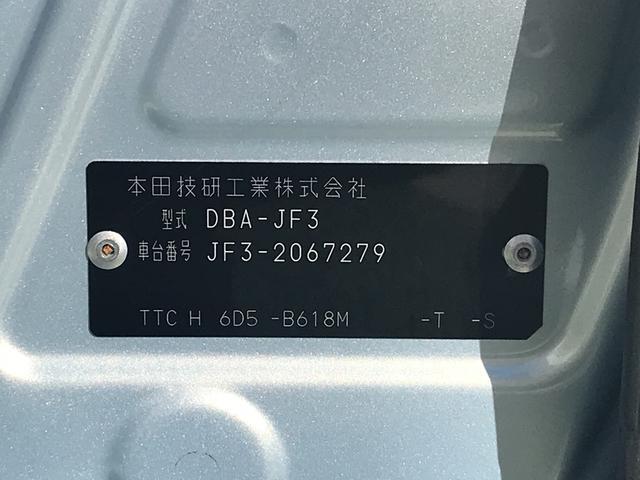 本田技研工業株式会社
型式 DBA-JF3
車台番号 JF3-2067279
TTC H 6D5 -B618M -T -S